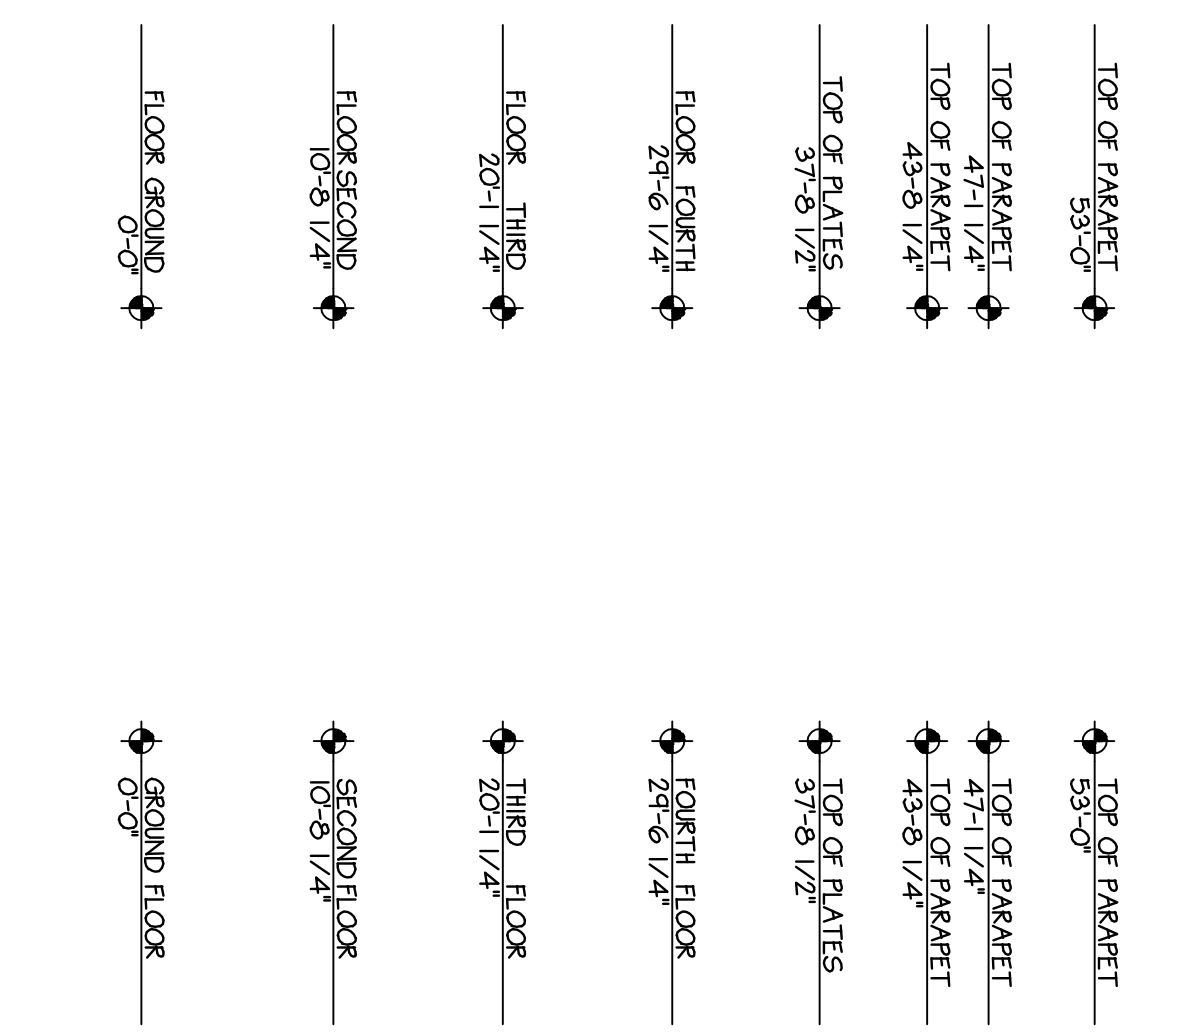 TOP OF PARAPET
53'-0"
TOP OF PARAPET
47-1 1/4"
TOP OF PARAPET
43-8 1/4"
TOP OF PLATES
37'-8 1/2"
FLOOR FOURTH
29'-6 1/4"
FLOOR THIRD
20'-1 1/4"
FLOOR SECOND
10'-8 1/4"
FLOOR GROUND
0'-0"
TOP OF PARAPET
53'-0"
TOP OF PARAPET
47-1 1/4"
TOP OF PARAPET
43-8 1/4"
TOP OF PLATES
37'-8 1/2"
FOURTH FLOOR
29'-6 1/4"
THIRD FLOOR
20'-1 1/4"
SECOND FLOOR
10'-8 1/4"
GROUND FLOOR
0'-0"